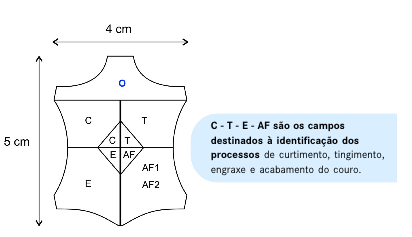 4 cm
O
C
T
C T
5 cm
E AF
AF1
E
AF2
C - T - E - AF são os campos
destinados à identificação dos
processos de curtimento, tingimento,
engraxe e acabamento do couro.